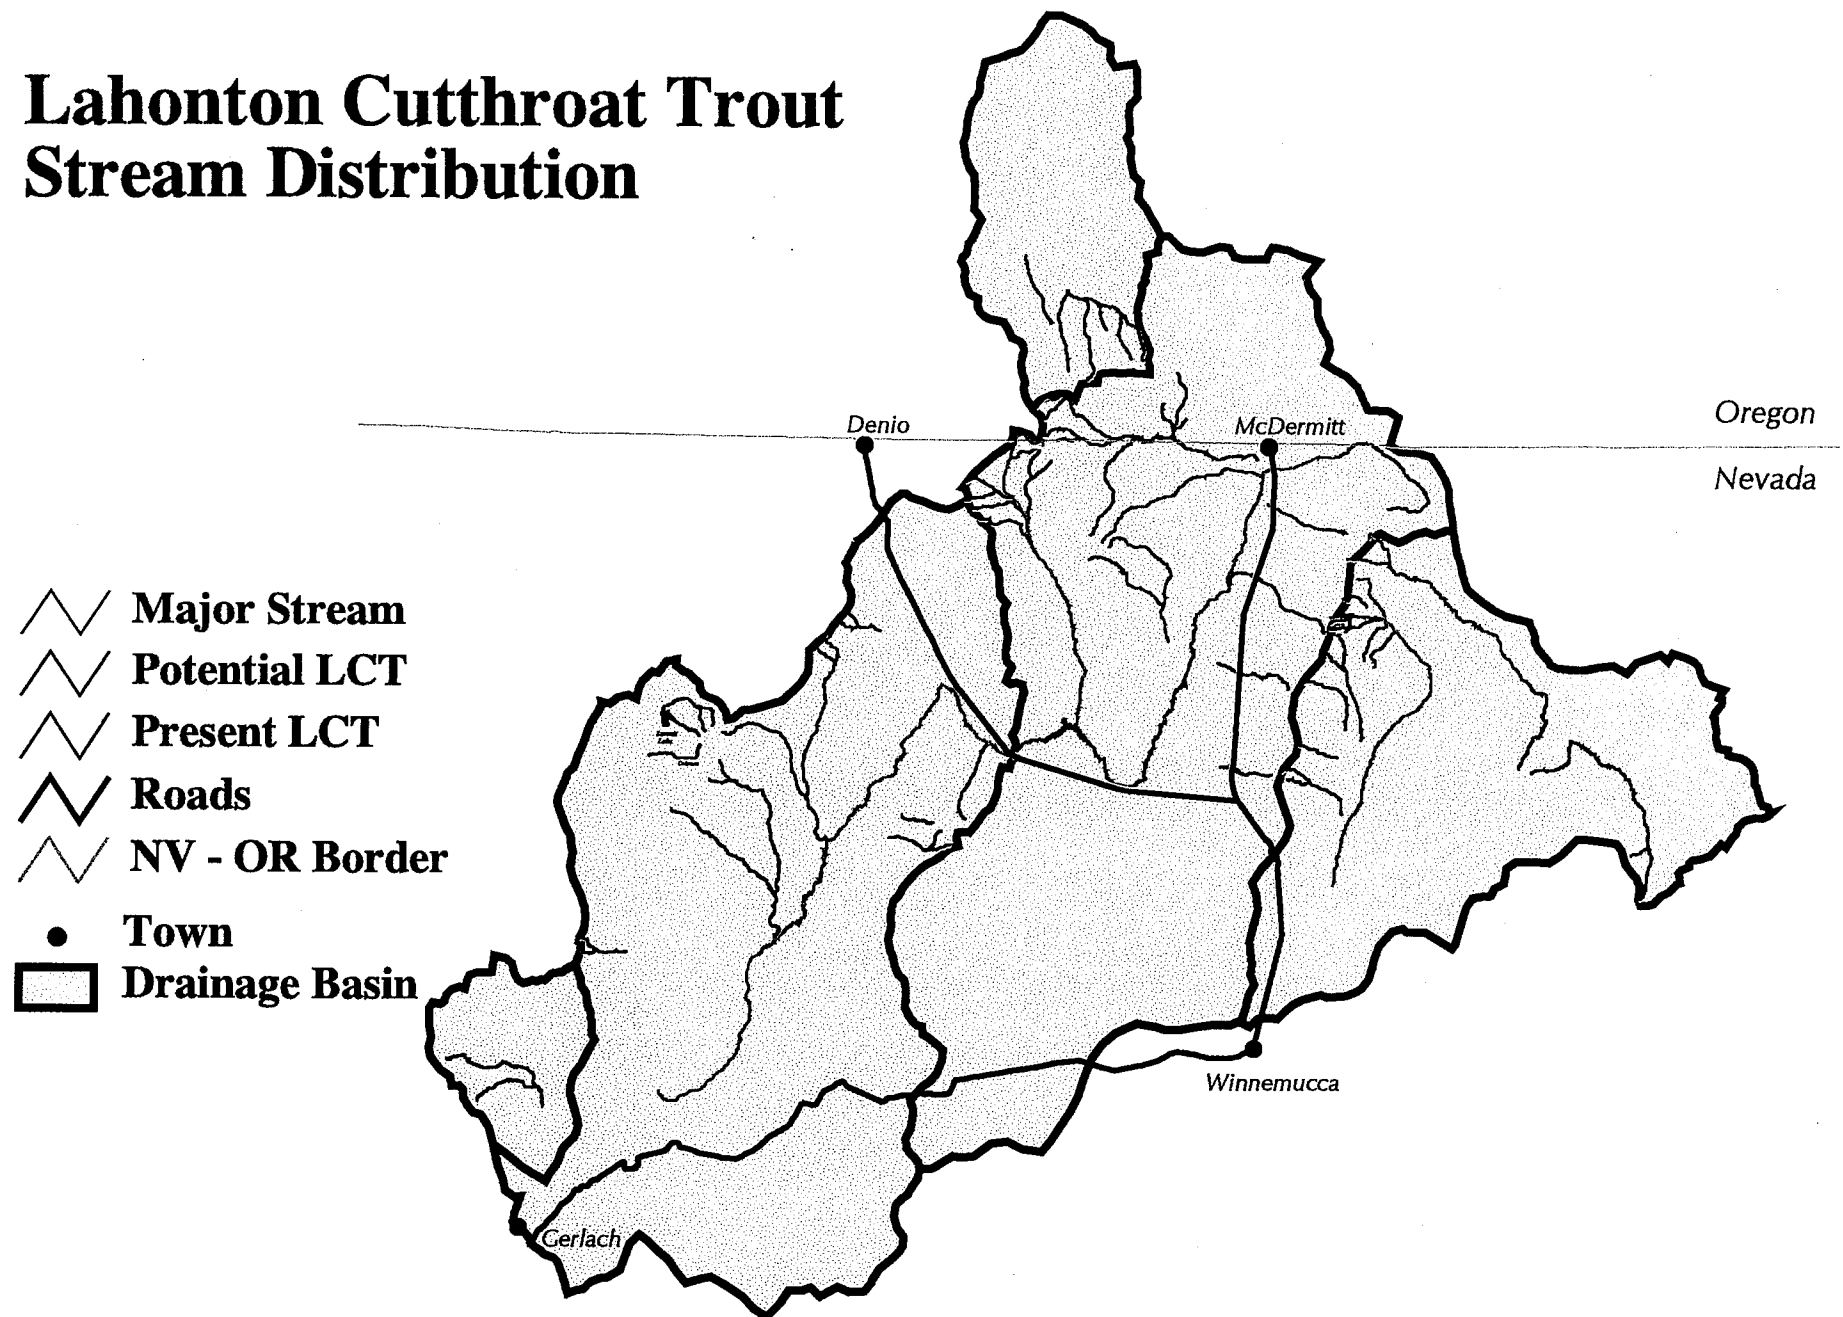 Lahonton Cutthroat Trout
Stream Distribution
Denio
McDermitt
Oregon
Nevada
Major Stream
Potential LCT
Present LCT
Roads
NV - OR Border
Town
Drainage Basin
Winnemucca
Gerlach